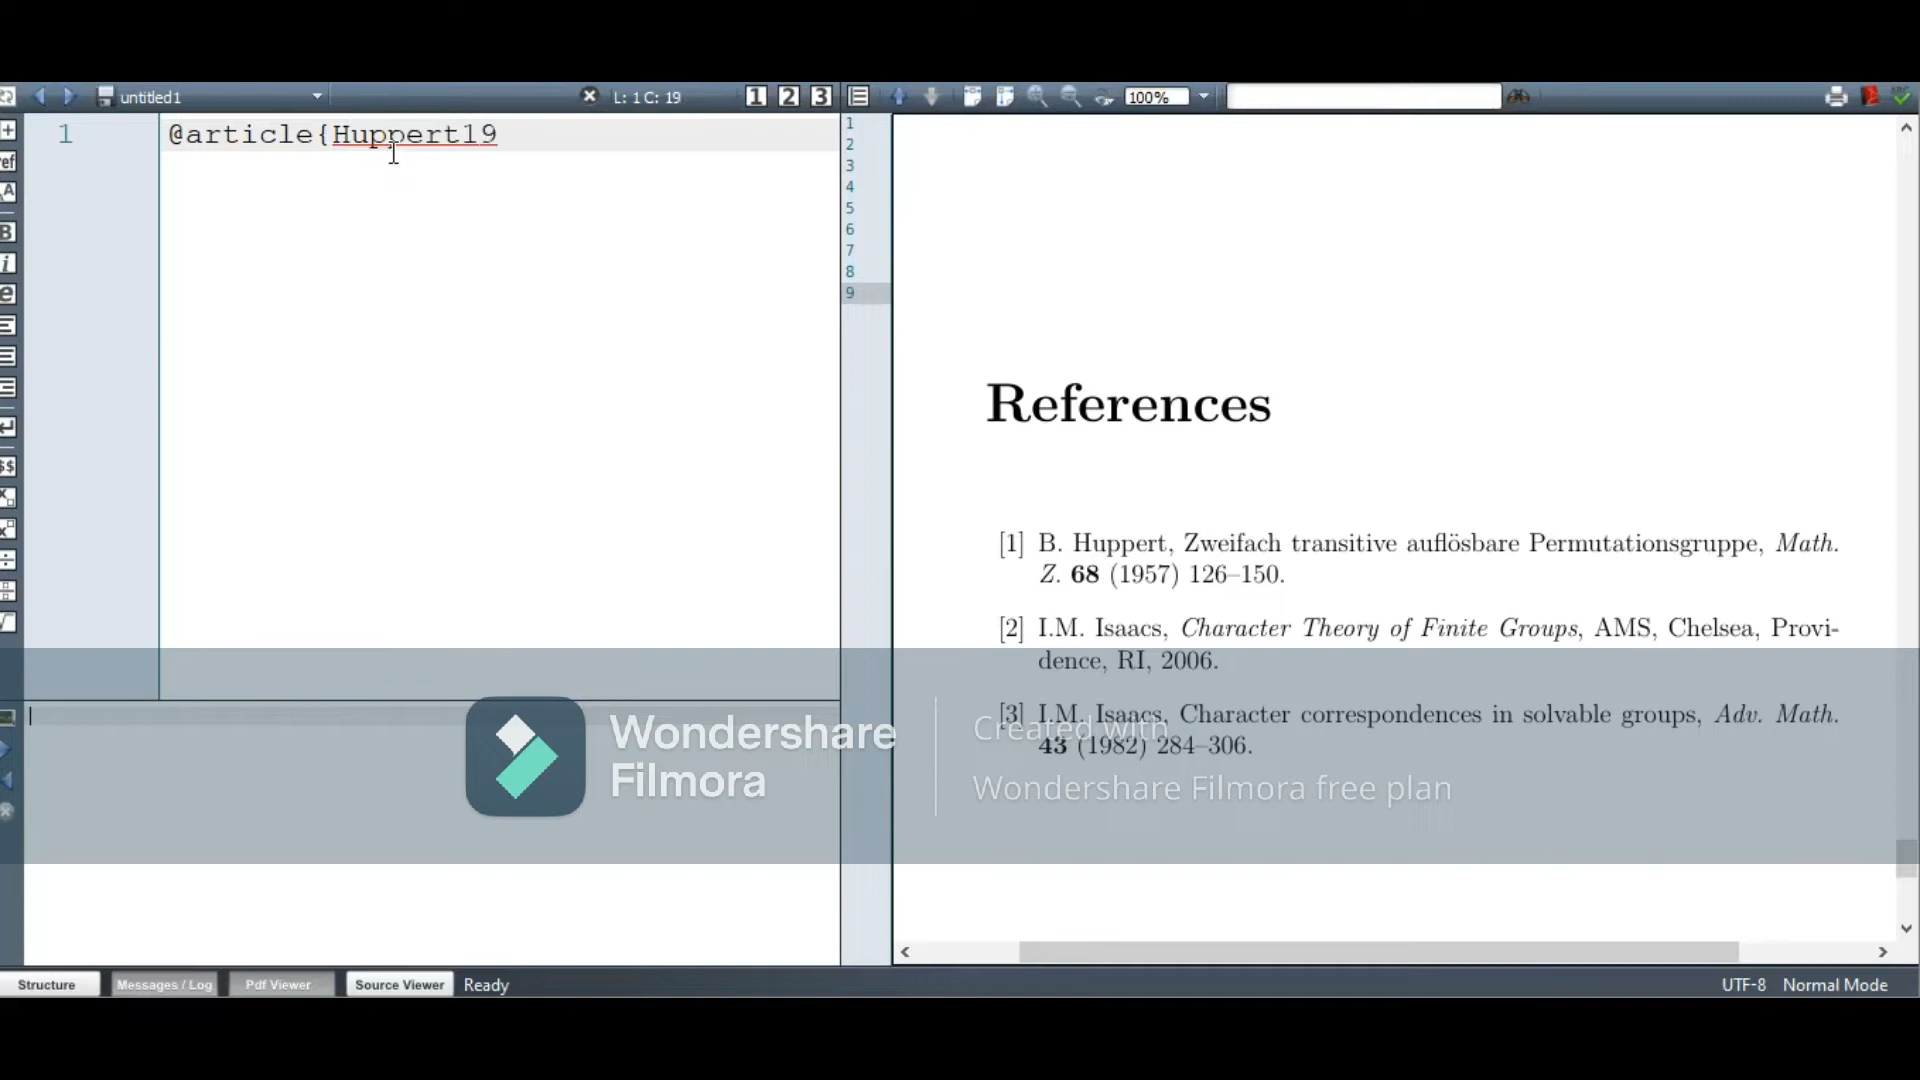 untitled1
L: 1 C: 19
1 2 3
100%
1 @article{Huppert19
1
2
3
4
5
6
7
8
9
References
[1] B. Huppert, Zweifach transitive auflösbare Permutationsgruppe, Math.
Z. 68 (1957) 126–150.
[2] I.M. Isaacs, Character Theory of Finite Groups, AMS, Chelsea, Provi-
dence, RI, 2006.
[3] I.M. Isaacs, Character correspondences in solvable groups, Adv. Math.
43 (1982) 284–306.
Wondershare
Filmora
Created with
Wondershare Filmora free plan
Structure
Messages / Log
Pdf Viewer
Source Viewer
Ready
UTF-8
Normal Mode